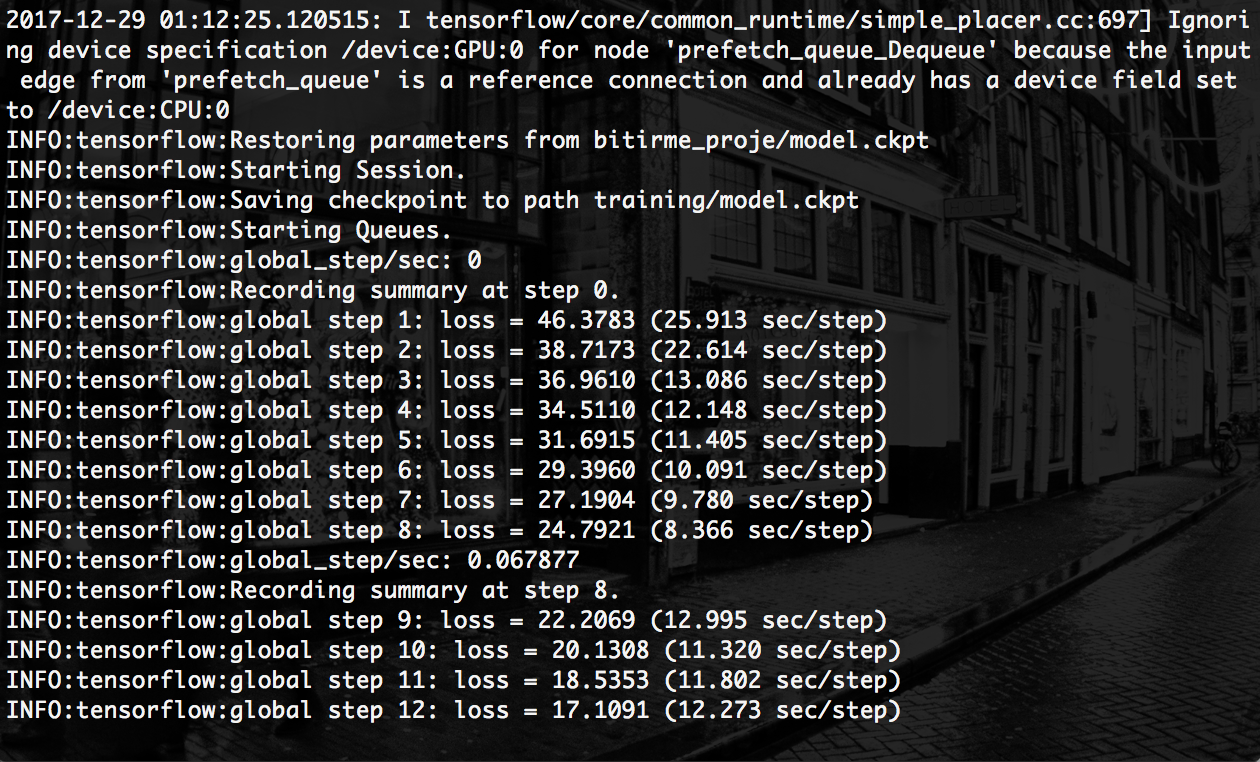 2017-12-29 01:12:25.120515: I tensorflow/core/common_runtime/simple_placer.cc:697] Ignori
ng device specification /device:GPU:0 for node 'prefetch_queue_Dequeue' because the input
 edge from 'prefetch_queue' is a reference connection and already has a device field set
to /device:CPU:0
INFO:tensorflow:Restoring parameters from bitirme_proje/model.ckpt
INFO:tensorflow:Starting Session.
INFO:tensorflow:Saving checkpoint to path training/model.ckpt
INFO:tensorflow:Starting Queues.
INFO:tensorflow:global_step/sec: 0
INFO:tensorflow:Recording summary at step 0.
INFO:tensorflow:global step 1: loss = 46.3783 (25.913 sec/step)
INFO:tensorflow:global step 2: loss = 38.7173 (22.614 sec/step)
INFO:tensorflow:global step 3: loss = 36.9610 (13.086 sec/step)
INFO:tensorflow:global step 4: loss = 34.5110 (12.148 sec/step)
INFO:tensorflow:global step 5: loss = 31.6915 (11.405 sec/step)
INFO:tensorflow:global step 6: loss = 29.3960 (10.091 sec/step)
INFO:tensorflow:global step 7: loss = 27.1904 (9.780 sec/step)
INFO:tensorflow:global step 8: loss = 24.7921 (8.366 sec/step)
INFO:tensorflow:global_step/sec: 0.067877
INFO:tensorflow:Recording summary at step 8.
INFO:tensorflow:global step 9: loss = 22.2069 (12.995 sec/step)
INFO:tensorflow:global step 10: loss = 20.1308 (11.320 sec/step)
INFO:tensorflow:global step 11: loss = 18.5353 (11.802 sec/step)
INFO:tensorflow:global step 12: loss = 17.1091 (12.273 sec/step)